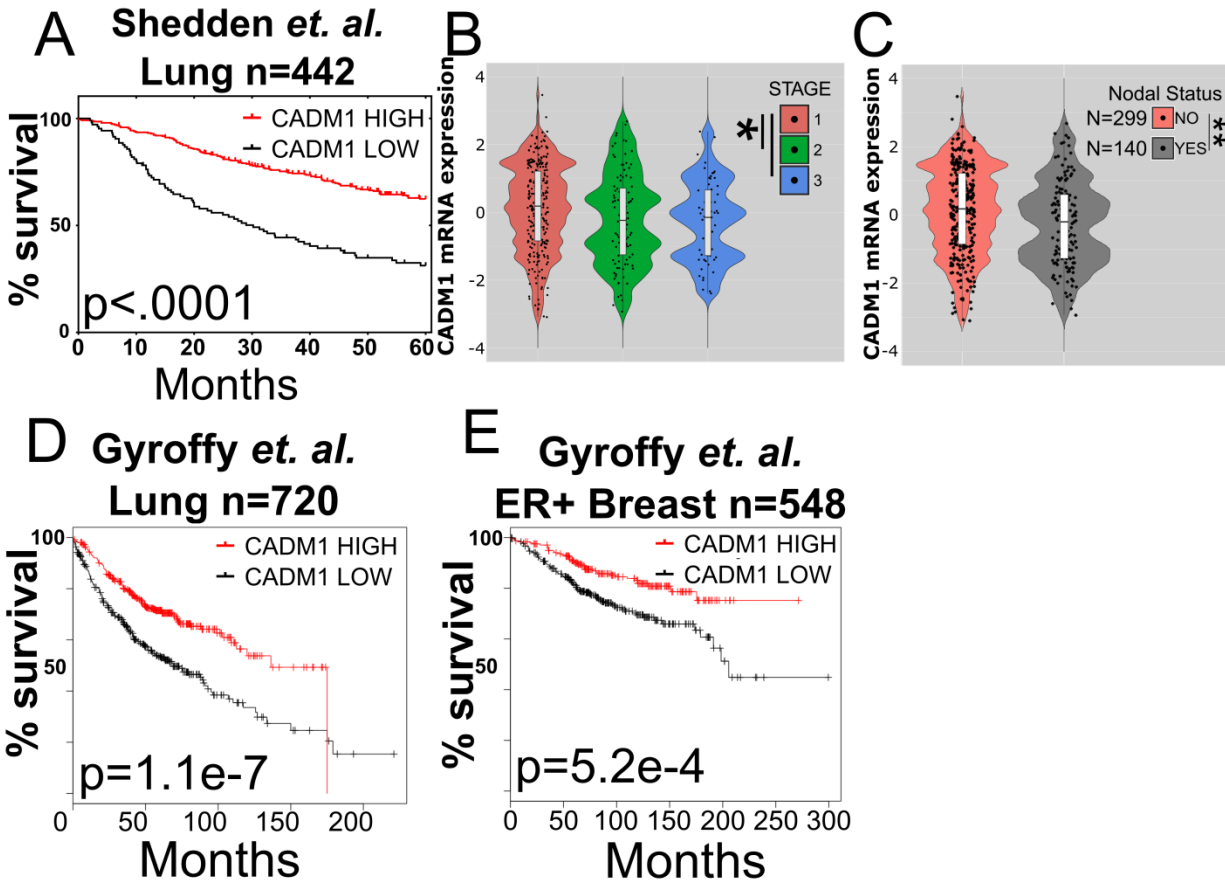 A
Shedden et. al.
Lung n=442
% survival
100
50
0
CADM1 HIGH
CADM1 LOW
p<.0001
0 10 20 30 40 50 60
Months
B
CADM1 mRNA expression
4
2
0
-2
-4
STAGE
1
2
3
*
C
CADM1 mRNA expression
4
2
0
-2
-4
Nodal Status
N=299 NO
N=140 YES
**
D
Gyroffy et. al.
Lung n=720
% survival
100
50
CADM1 HIGH
CADM1 LOW
p=1.1e-7
0 50 100 150 200
Months
E
Gyroffy et. al.
ER+ Breast n=548
% survival
100
50
CADM1 HIGH
CADM1 LOW
p=5.2e-4
0 50 100 150 200 250 300
Months